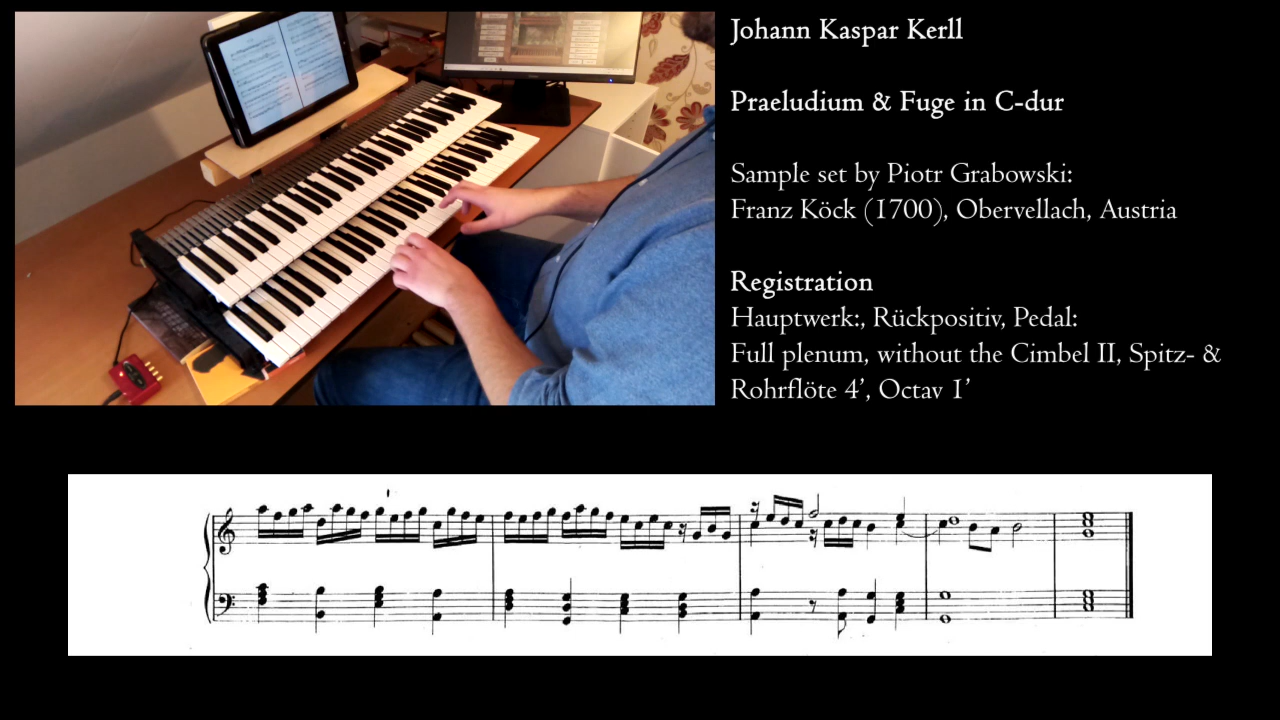 Johann Kaspar Kerll
Praeludium & Fuge in C-dur
Sample set by Piotr Grabowski:
Franz Köck (1700), Obervellach, Austria
Registration
Hauptwerk:, Rückpositiv, Pedal:
Full plenum, without the Cimbel II, Spitz- &
Rohrflöte 4’, Octav 1’